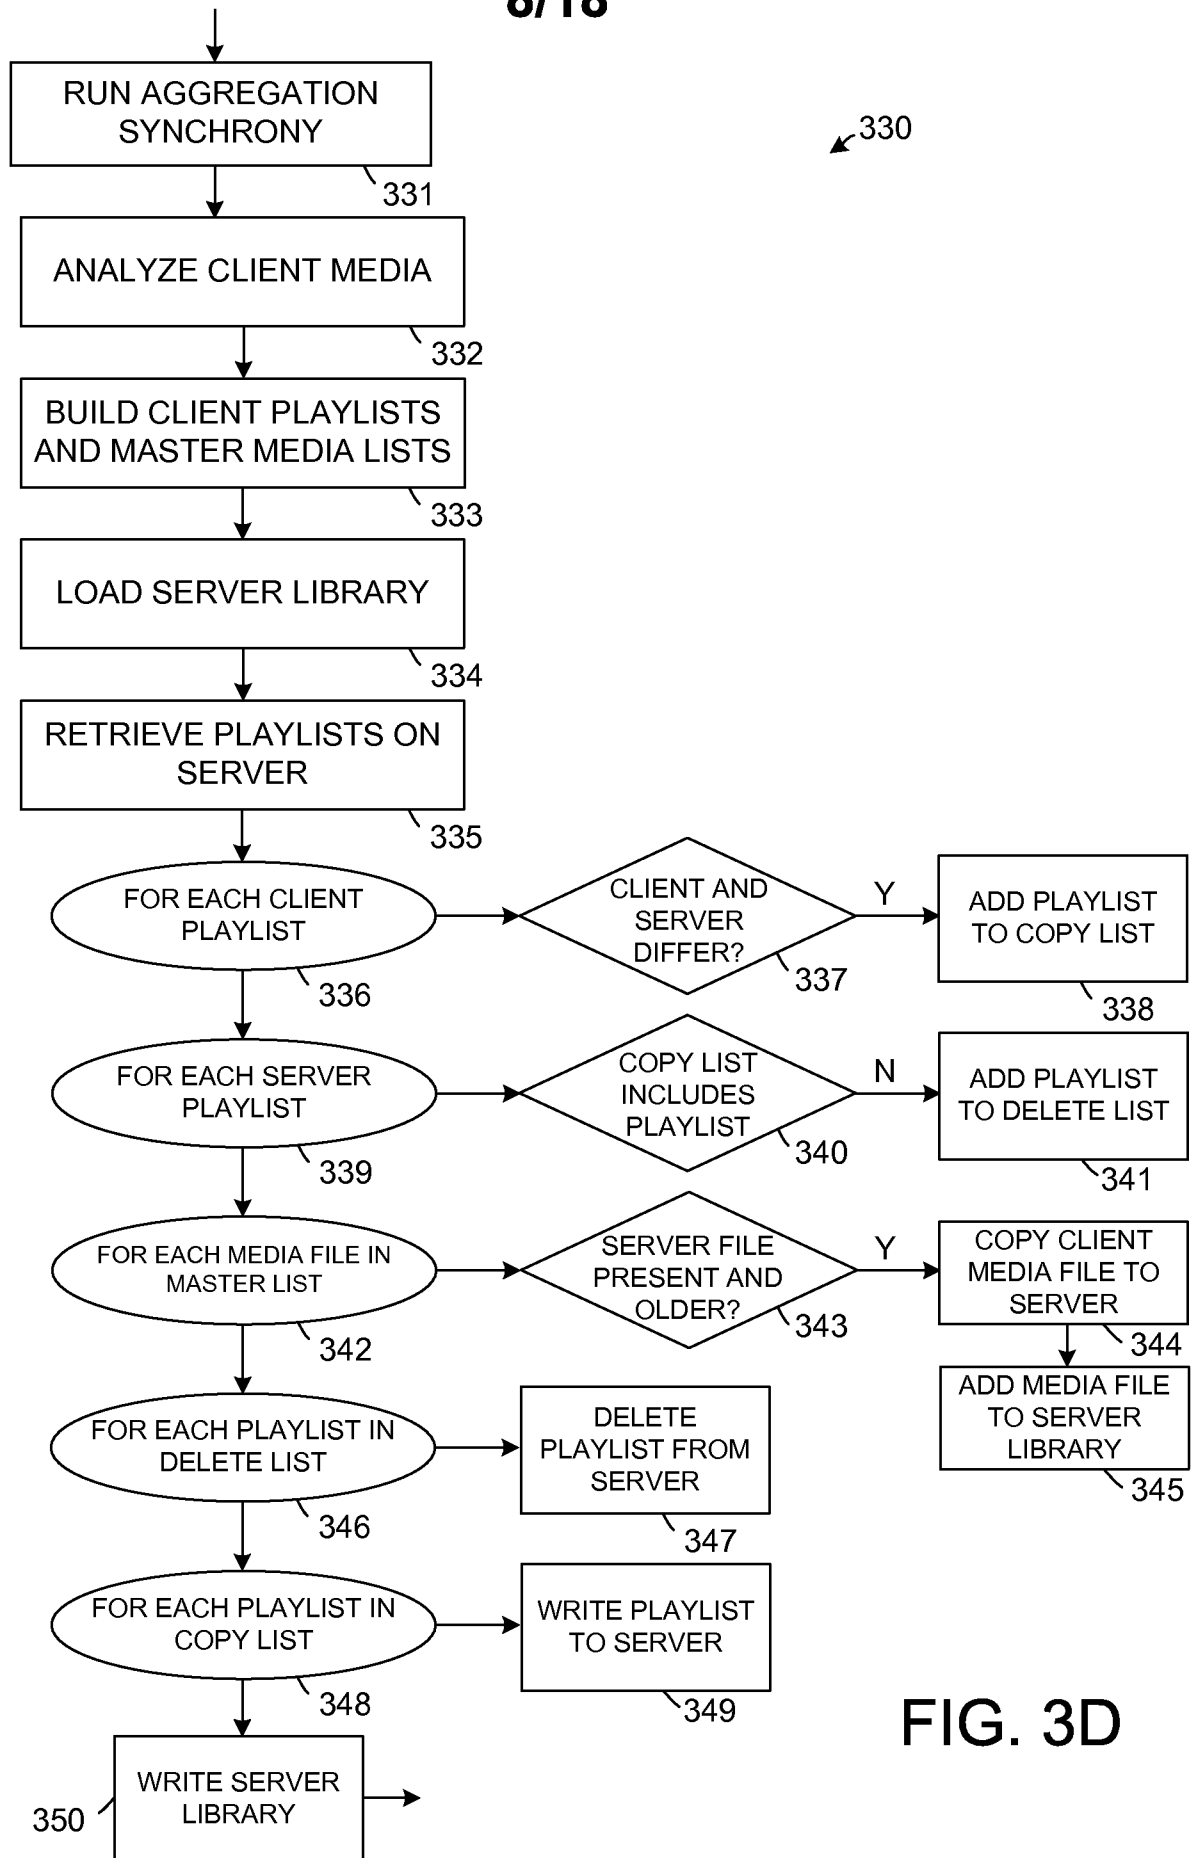 8/18
RUN AGGREGATION
SYNCHRONY
331
330
ANALYZE CLIENT MEDIA
332
BUILD CLIENT PLAYLISTS
AND MASTER MEDIA LISTS
333
LOAD SERVER LIBRARY
334
RETRIEVE PLAYLISTS ON
SERVER
335
FOR EACH CLIENT
PLAYLIST
336
CLIENT AND
SERVER
DIFFER?
337
Y
ADD PLAYLIST
TO COPY LIST
338
FOR EACH SERVER
PLAYLIST
339
COPY LIST
INCLUDES
PLAYLIST
340
N
ADD PLAYLIST
TO DELETE LIST
341
FOR EACH MEDIA FILE IN
MASTER LIST
342
SERVER FILE
PRESENT AND
OLDER?
343
Y
COPY CLIENT
MEDIA FILE TO
SERVER
344
ADD MEDIA FILE
TO SERVER
LIBRARY
345
FOR EACH PLAYLIST IN
DELETE LIST
346
DELETE
PLAYLIST FROM
SERVER
347
FOR EACH PLAYLIST IN
COPY LIST
348
WRITE PLAYLIST
TO SERVER
349
WRITE SERVER
LIBRARY
350
FIG. 3D